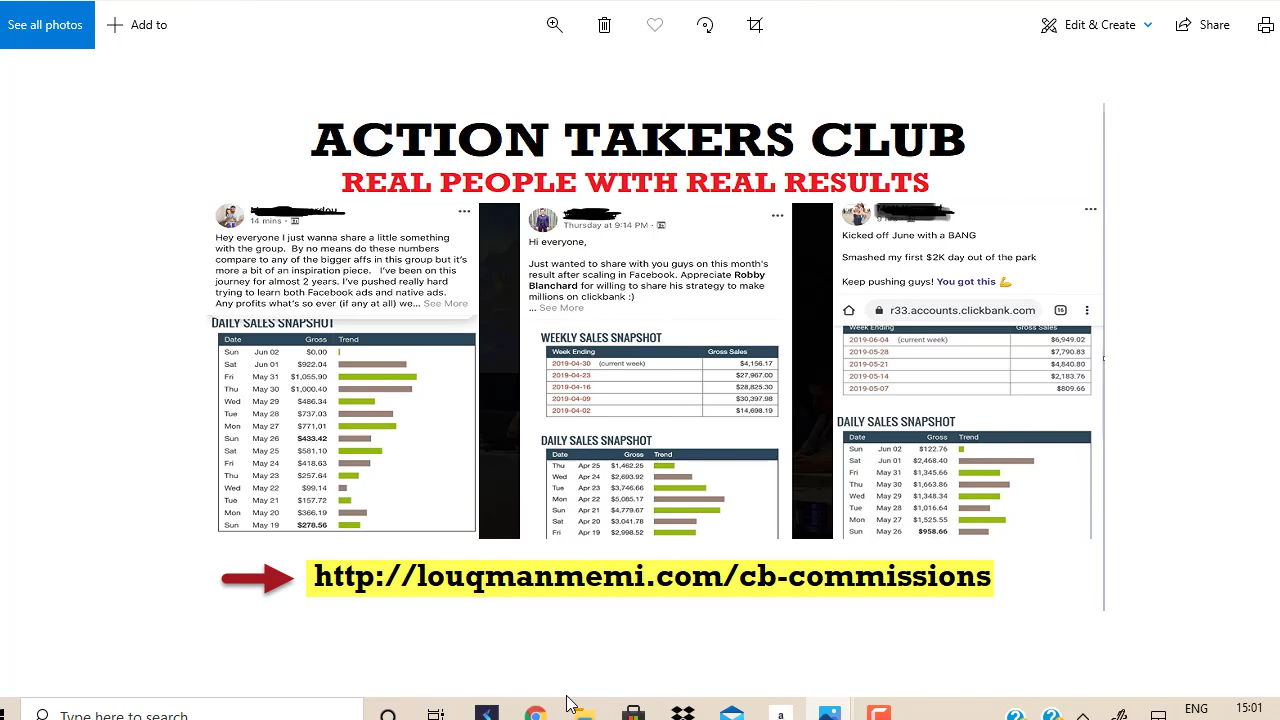 See all photos
Add to
Edit & Create
Share
ACTION TAKERS CLUB
REAL PEOPLE WITH REAL RESULTS
14 mins ·
Hey everyone I just wanna share a little something
with the group. By no means do these numbers
compare to any of the bigger affs in this group but it's
more a bit of an inspiration piece. I've been on this
journey for almost 2 years. I've pushed really hard
trying to learn both Facebook ads and native ads.
Any profits what's so ever (if any at all) we... See More
DAILY SALES SNAPSHOT
Date Gross Trend
Sun Jun 02 $0.00
Sat Jun 01 $922.04
Fri May 31 $1,055.90
Thu May 30 $1,000.40
Wed May 29 $486.34
Tue May 28 $737.03
Mon May 27 $771.01
Sun May 26 $433.42
Sat May 25 $581.10
Fri May 24 $418.63
Thu May 23 $257.64
Wed May 22 $99.14
Tue May 21 $157.72
Mon May 20 $366.19
Sun May 19 $278.56
Thursday at 9:14 PM ·
Hi everyone,
Just wanted to share with you guys on this month's
result after scaling in Facebook. Appreciate Robby
Blanchard for willing to share his strategy to make
millions on clickbank :)
... See More
WEEKLY SALES SNAPSHOT
Week Ending Gross Sales
2019-04-30 (current week) $4,156.17
2019-04-23 $27,967.00
2019-04-16 $28,825.30
2019-04-09 $30,397.98
2019-04-02 $14,698.19
DAILY SALES SNAPSHOT
Date Gross Trend
Thu Apr 25 $1,462.25
Wed Apr 24 $2,693.92
Tue Apr 23 $3,746.66
Mon Apr 22 $5,085.17
Sun Apr 21 $4,779.67
Sat Apr 20 $3,041.78
Fri Apr 19 $2,998.52
Kicked off June with a BANG
Smashed my first $2K day out of the park
Keep pushing guys! You got this 💪
r33.accounts.clickbank.com
16
Week Ending Gross Sales
2019-06-04 (current week) $6,949.02
2019-05-28 $7,790.83
2019-05-21 $4,840.80
2019-05-14 $2,183.76
2019-05-07 $809.66
DAILY SALES SNAPSHOT
Date Gross Trend
Sun Jun 02 $122.76
Sat Jun 01 $2,468.40
Fri May 31 $1,345.66
Thu May 30 $1,663.86
Wed May 29 $1,348.34
Tue May 28 $1,016.64
Mon May 27 $1,525.55
Sun May 26 $958.66
http://louqmanmemi.com/cb-commissions
Type here to search
a
ENG
15:01